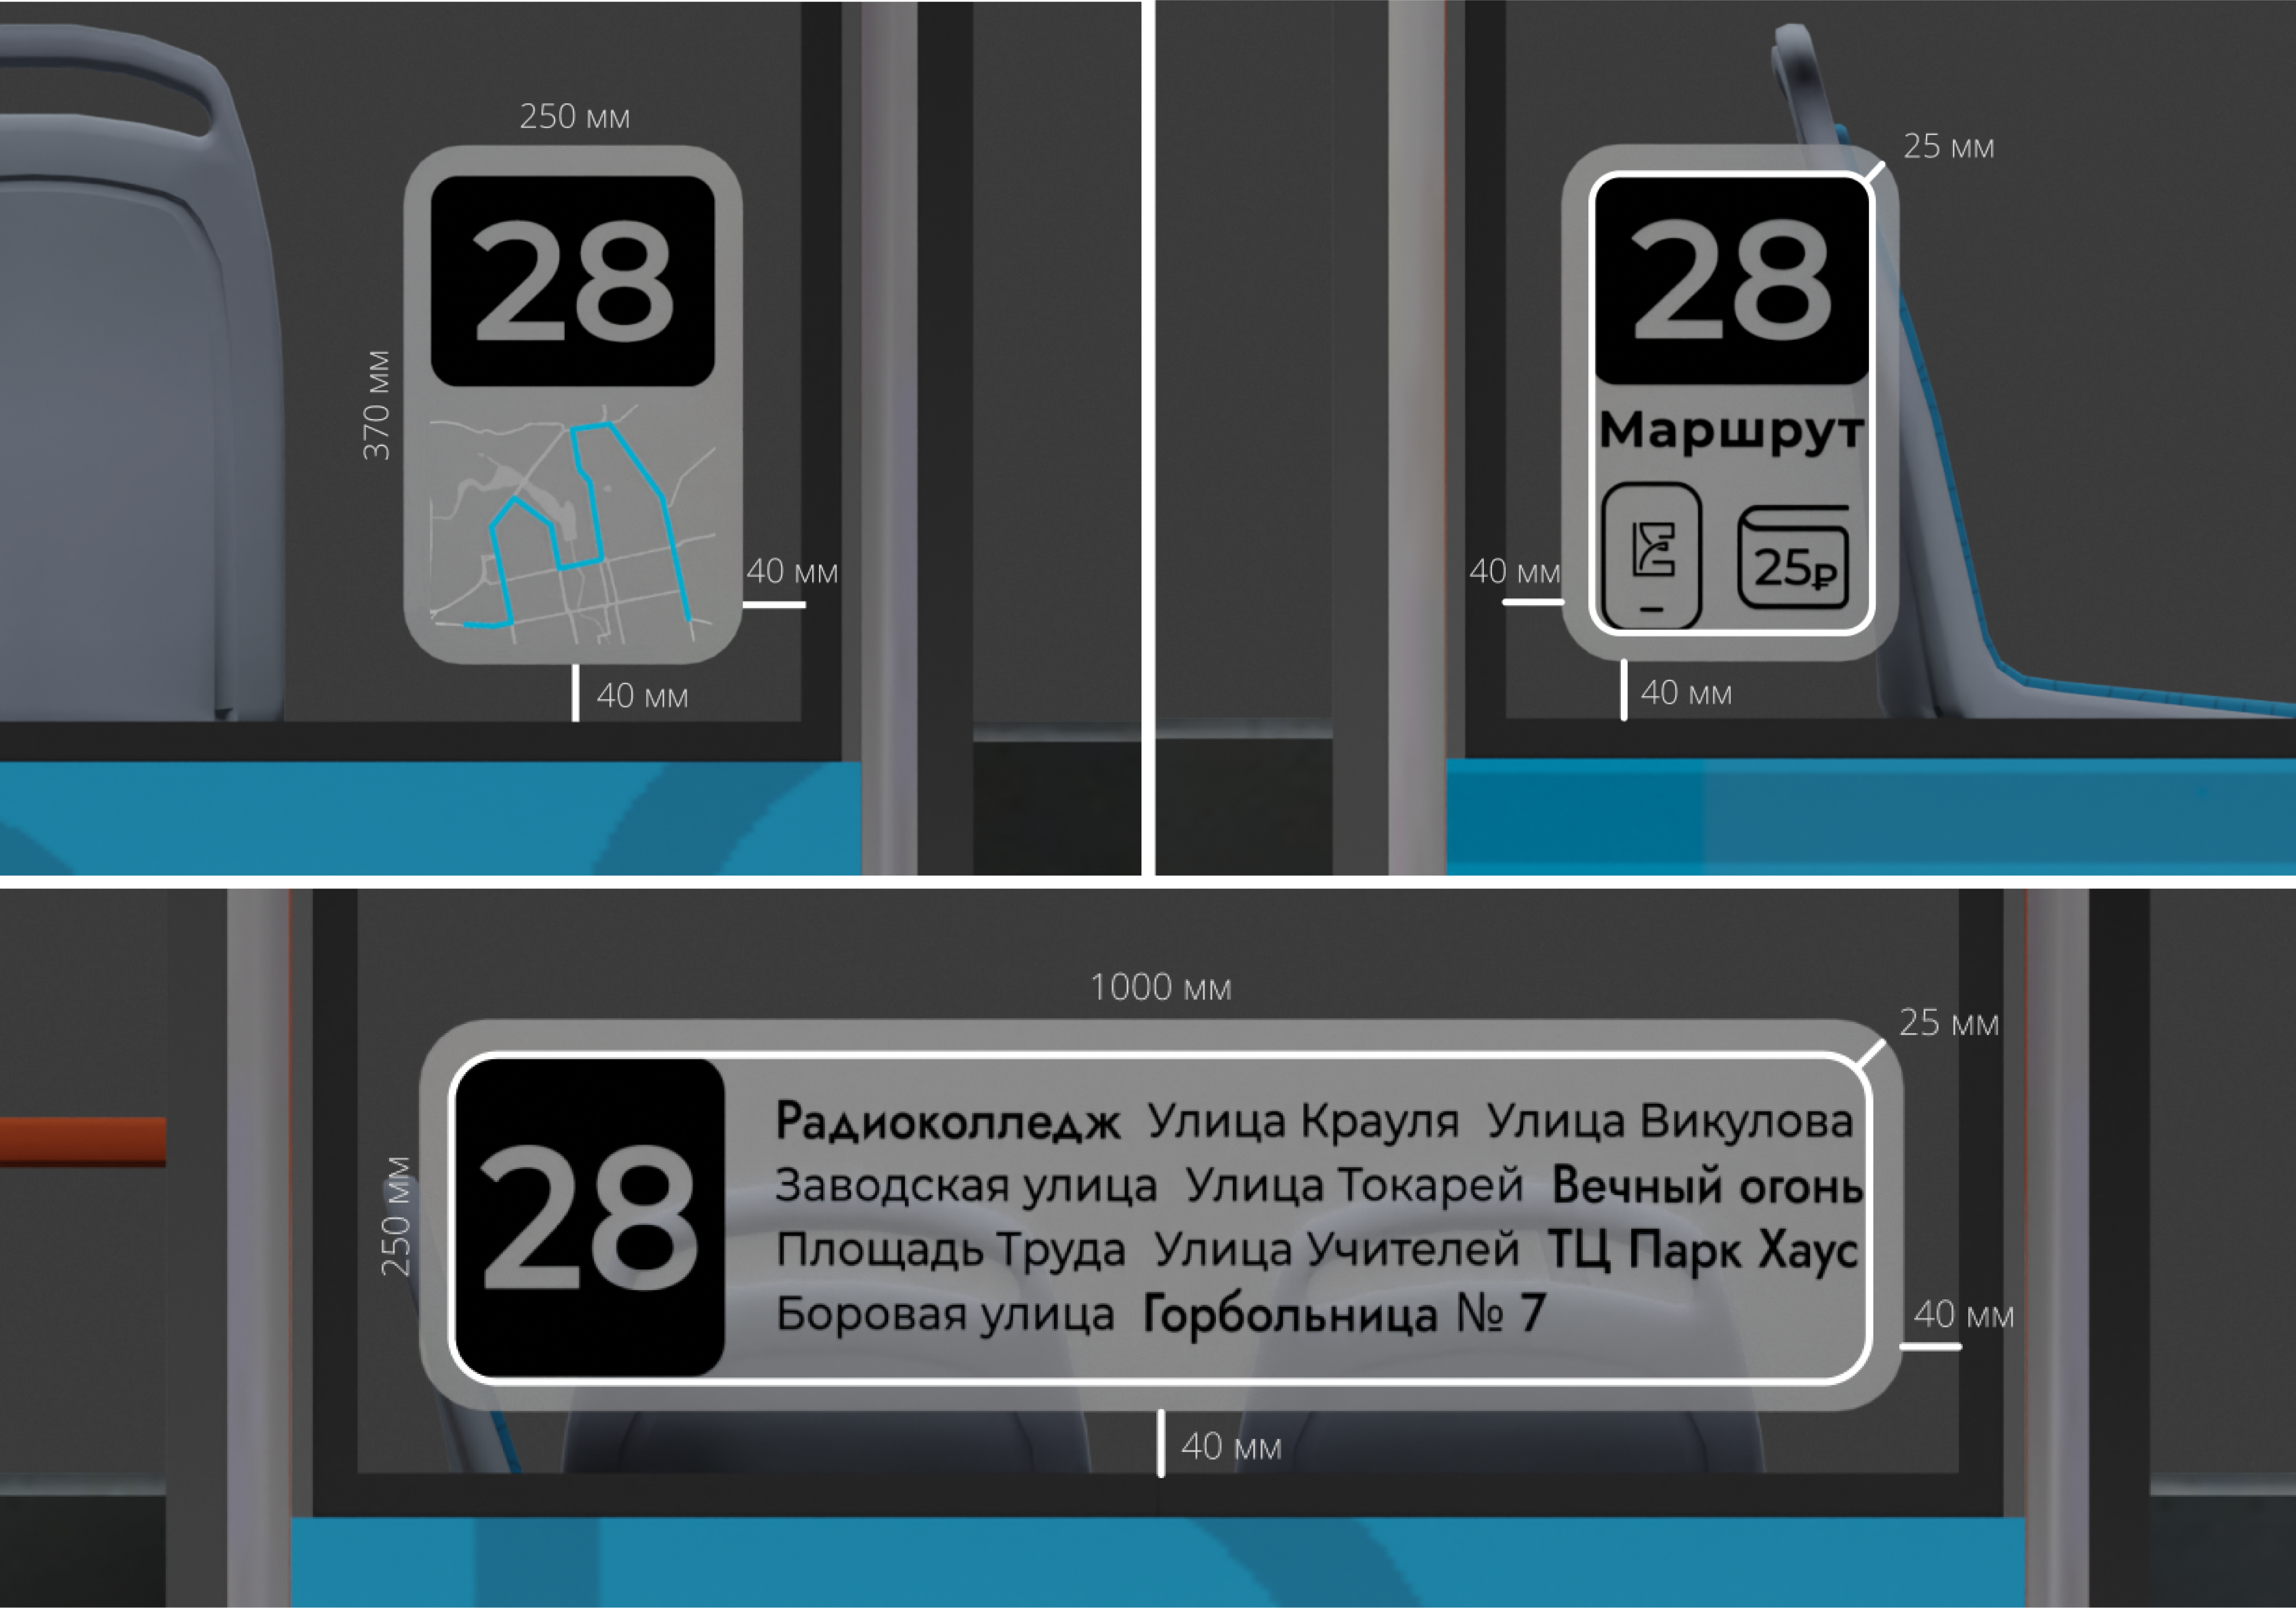 250 мм
28
370 мм
40 мм
40 мм
25 мм
28
Маршрут
25₽
40 мм
40 мм
1000 мм
25 мм
250 мм
28
Радиоколледж Улица Крауля Улица Викулова
Заводская улица Улица Токарей Вечный огонь
Площадь Труда Улица Учителей ТЦ Парк Хаус
Боровая улица Горбольница № 7
40 мм
40 мм